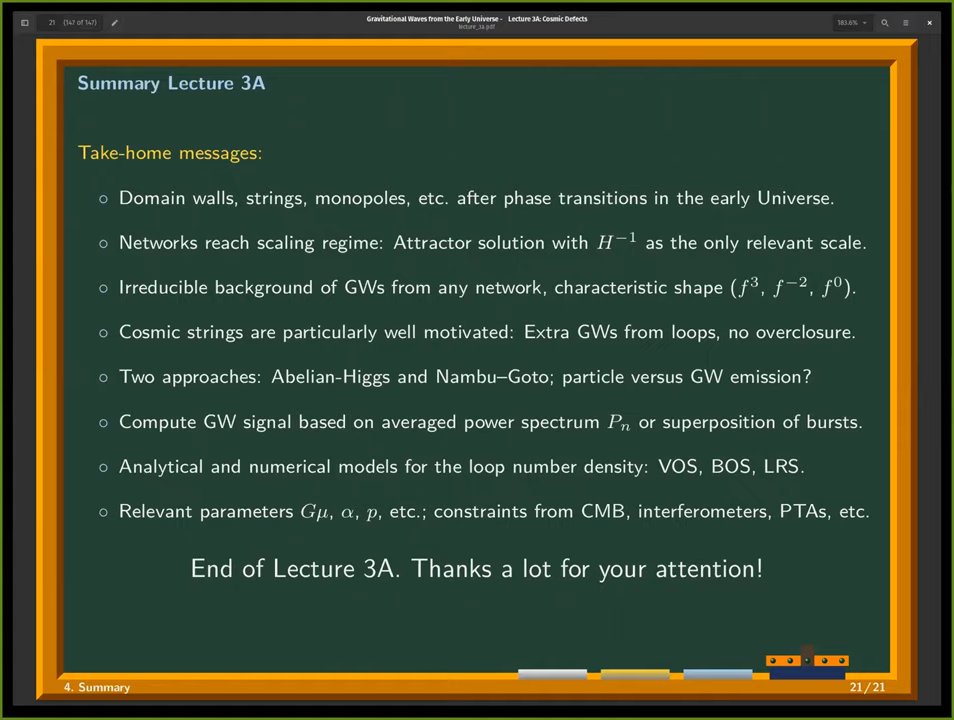 21 (147 of 147)
Gravitational Waves from the Early Universe - Lecture 3A: Cosmic Defects
lecture_3a.pdf
183.6%
Summary Lecture 3A
Take-home messages:
○ Domain walls, strings, monopoles, etc. after phase transitions in the early Universe.
○ Networks reach scaling regime: Attractor solution with H⁻¹ as the only relevant scale.
○ Irreducible background of GWs from any network, characteristic shape (f³, f⁻², f⁰).
○ Cosmic strings are particularly well motivated: Extra GWs from loops, no overclosure.
○ Two approaches: Abelian-Higgs and Nambu–Goto; particle versus GW emission?
○ Compute GW signal based on averaged power spectrum Pₙ or superposition of bursts.
○ Analytical and numerical models for the loop number density: VOS, BOS, LRS.
○ Relevant parameters Gμ, α, p, etc.; constraints from CMB, interferometers, PTAs, etc.
End of Lecture 3A. Thanks a lot for your attention!
4. Summary
21/21